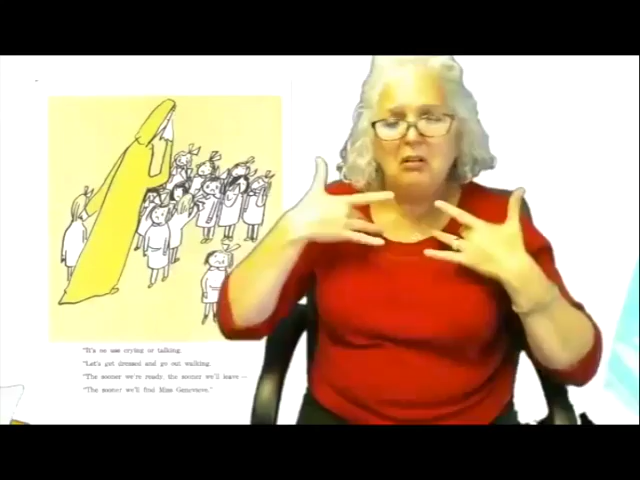 "It's no use crying or talking.
"Let's get dressed and go out walking.
"The sooner we're ready, the sooner we'll leave—
"The sooner we'll find Miss Genevieve."